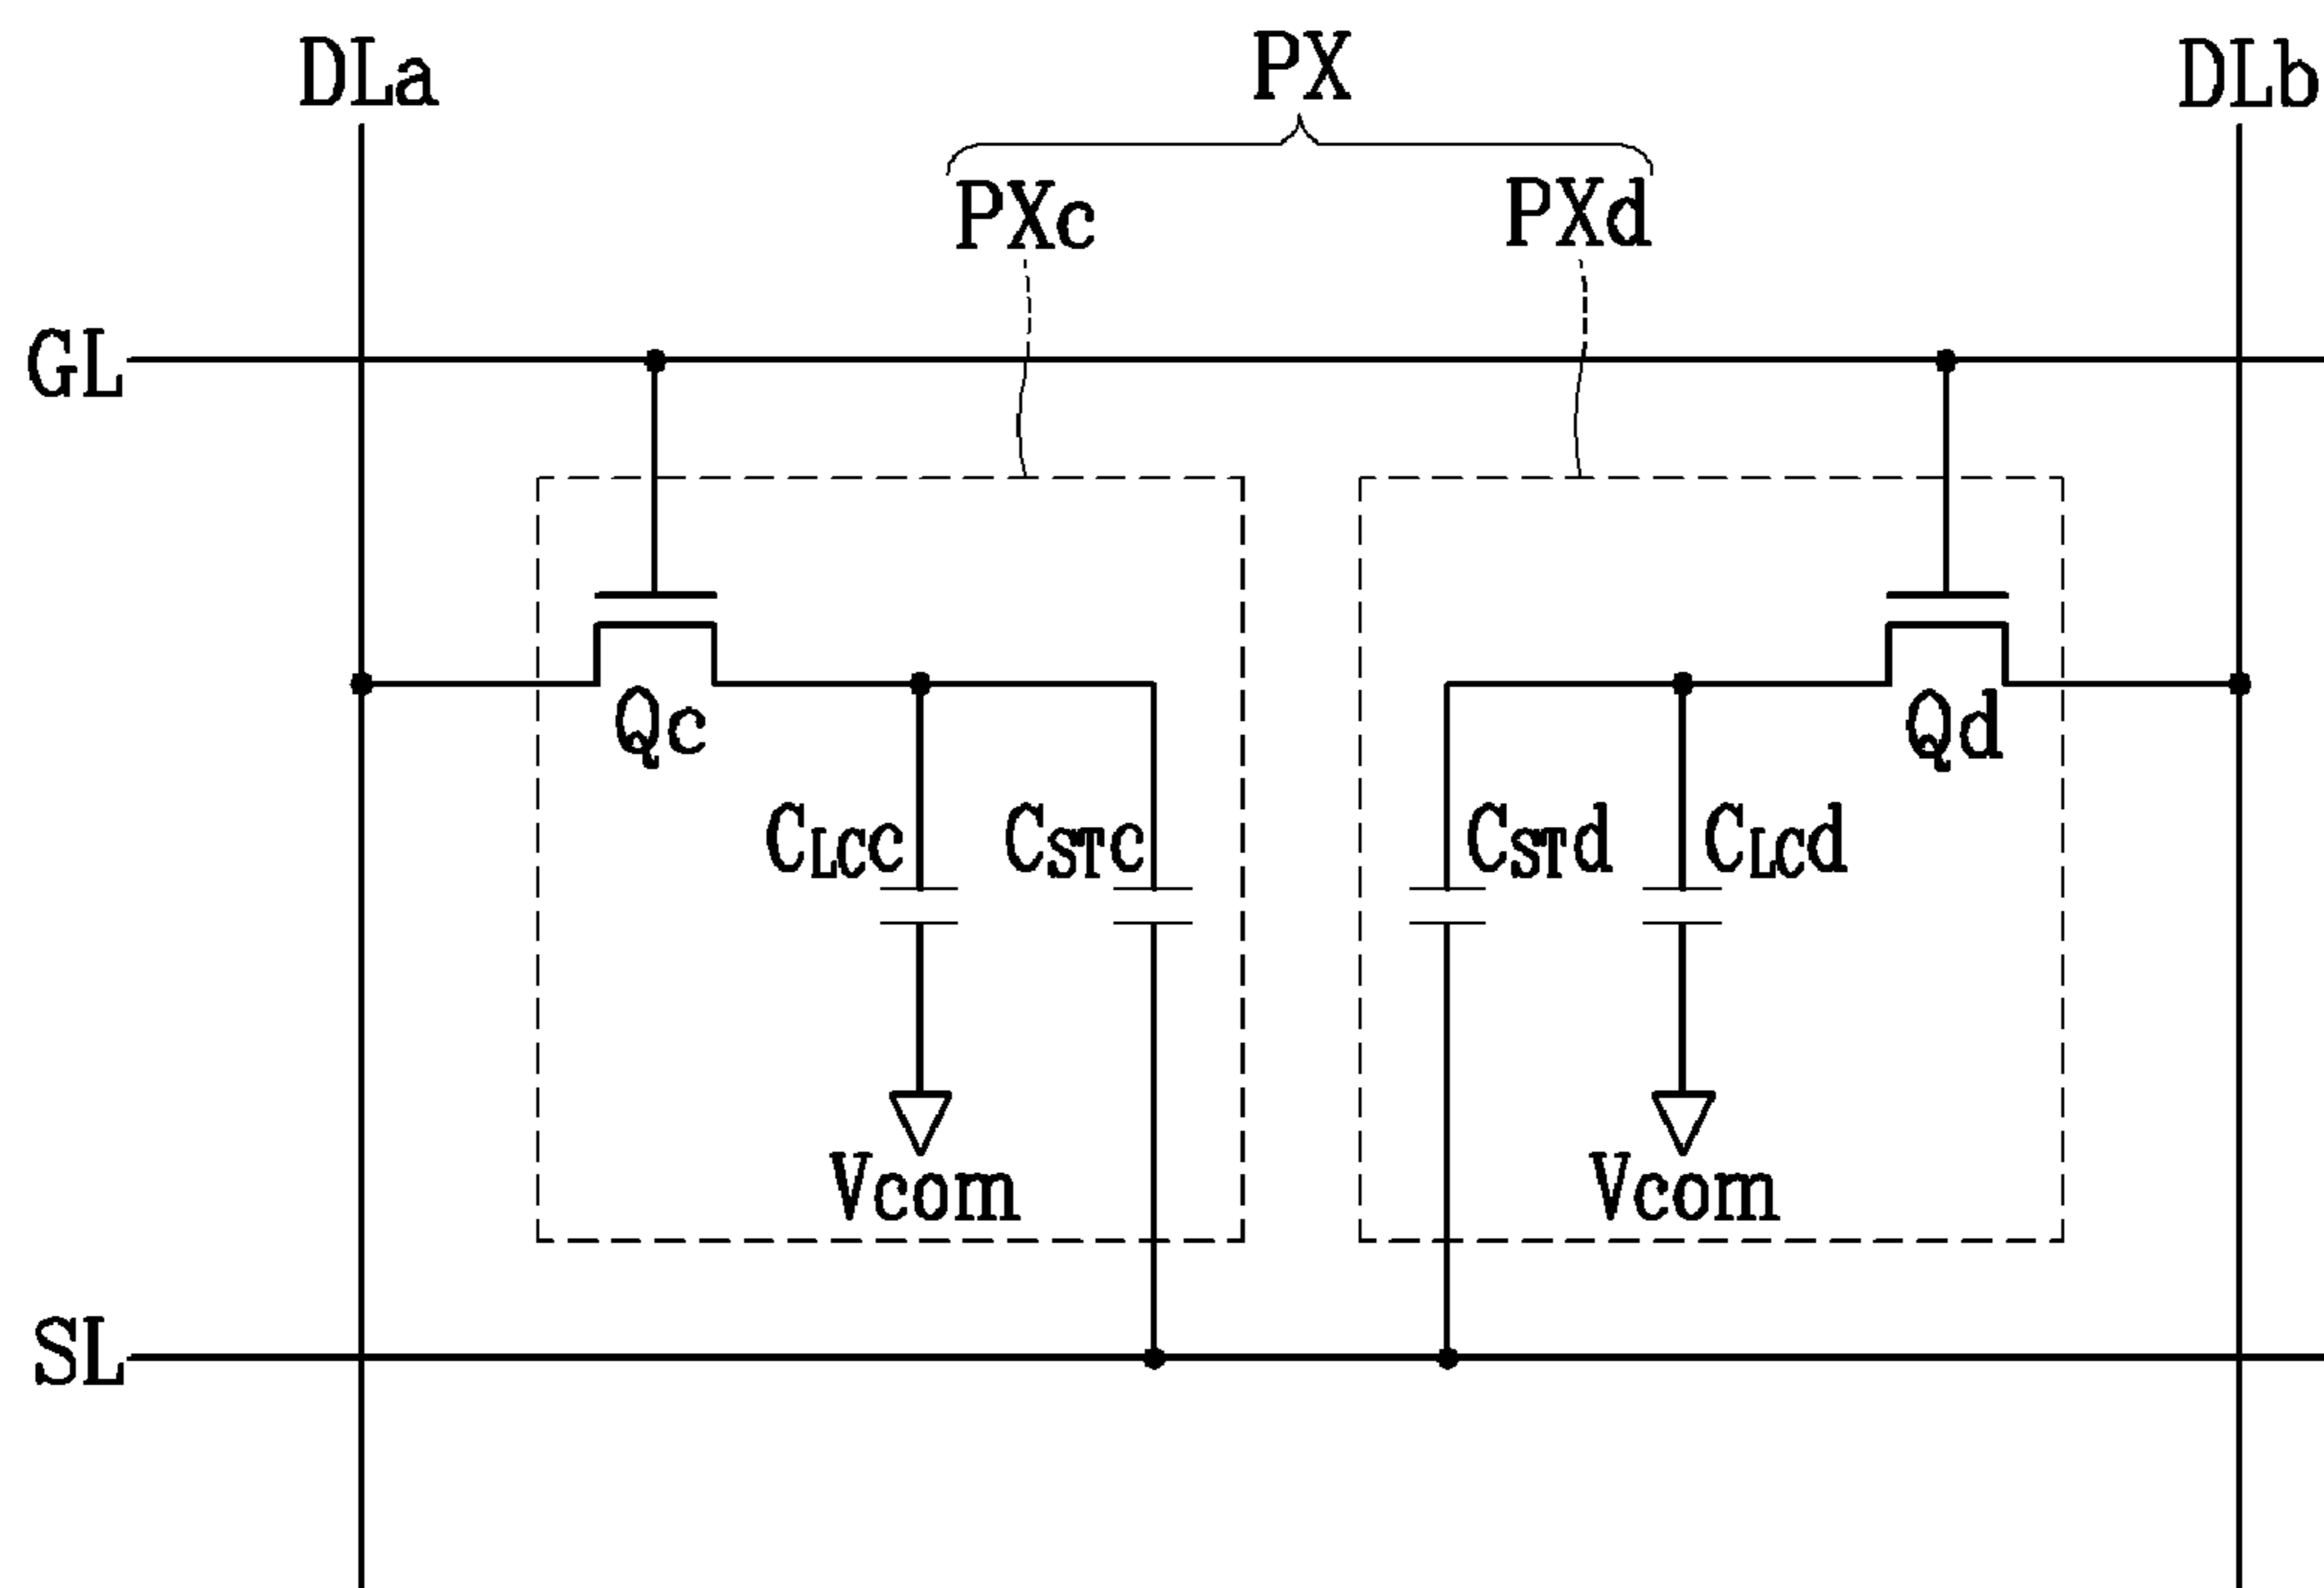 DLa PX DLb
PXc PXd
GL
Qc Qd
CLCc CSTc CSTd CLCd
Vcom Vcom
SL